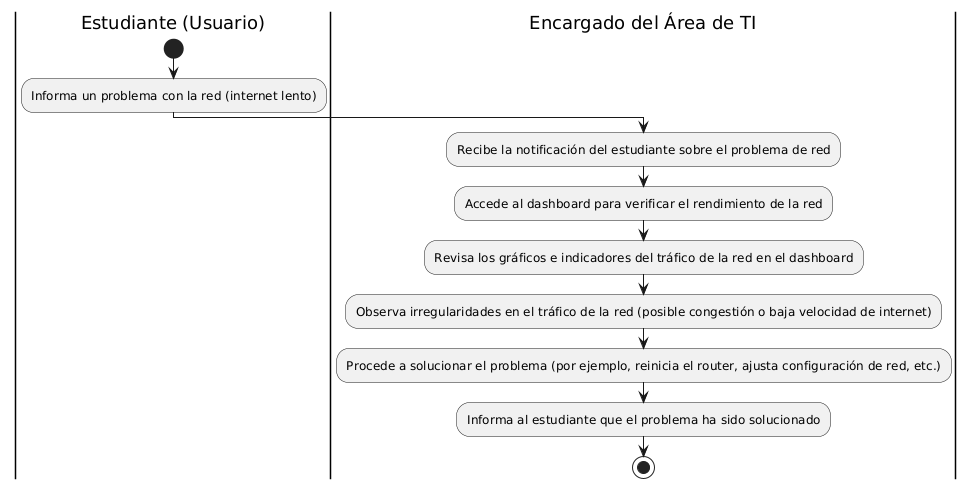 Estudiante (Usuario)
Encargado del Área de TI
Informa un problema con la red (internet lento)
Recibe la notificación del estudiante sobre el problema de red
Accede al dashboard para verificar el rendimiento de la red
Revisa los gráficos e indicadores del tráfico de la red en el dashboard
Observa irregularidades en el tráfico de la red (posible congestión o baja velocidad de internet)
Procede a solucionar el problema (por ejemplo, reinicia el router, ajusta configuración de red, etc.)
Informa al estudiante que el problema ha sido solucionado